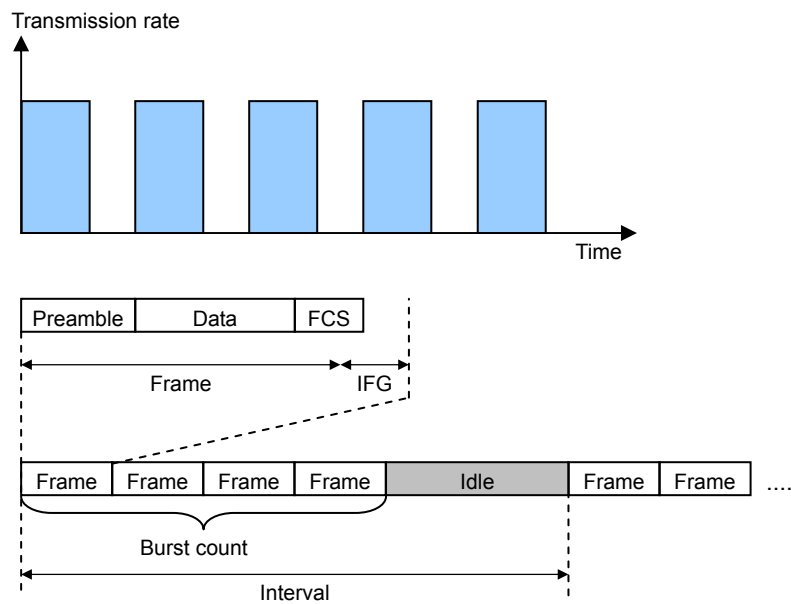 Transmission rate
Time
Preamble Data FCS
Frame IFG
Frame Frame Frame Frame Idle Frame Frame ....
Burst count
Interval